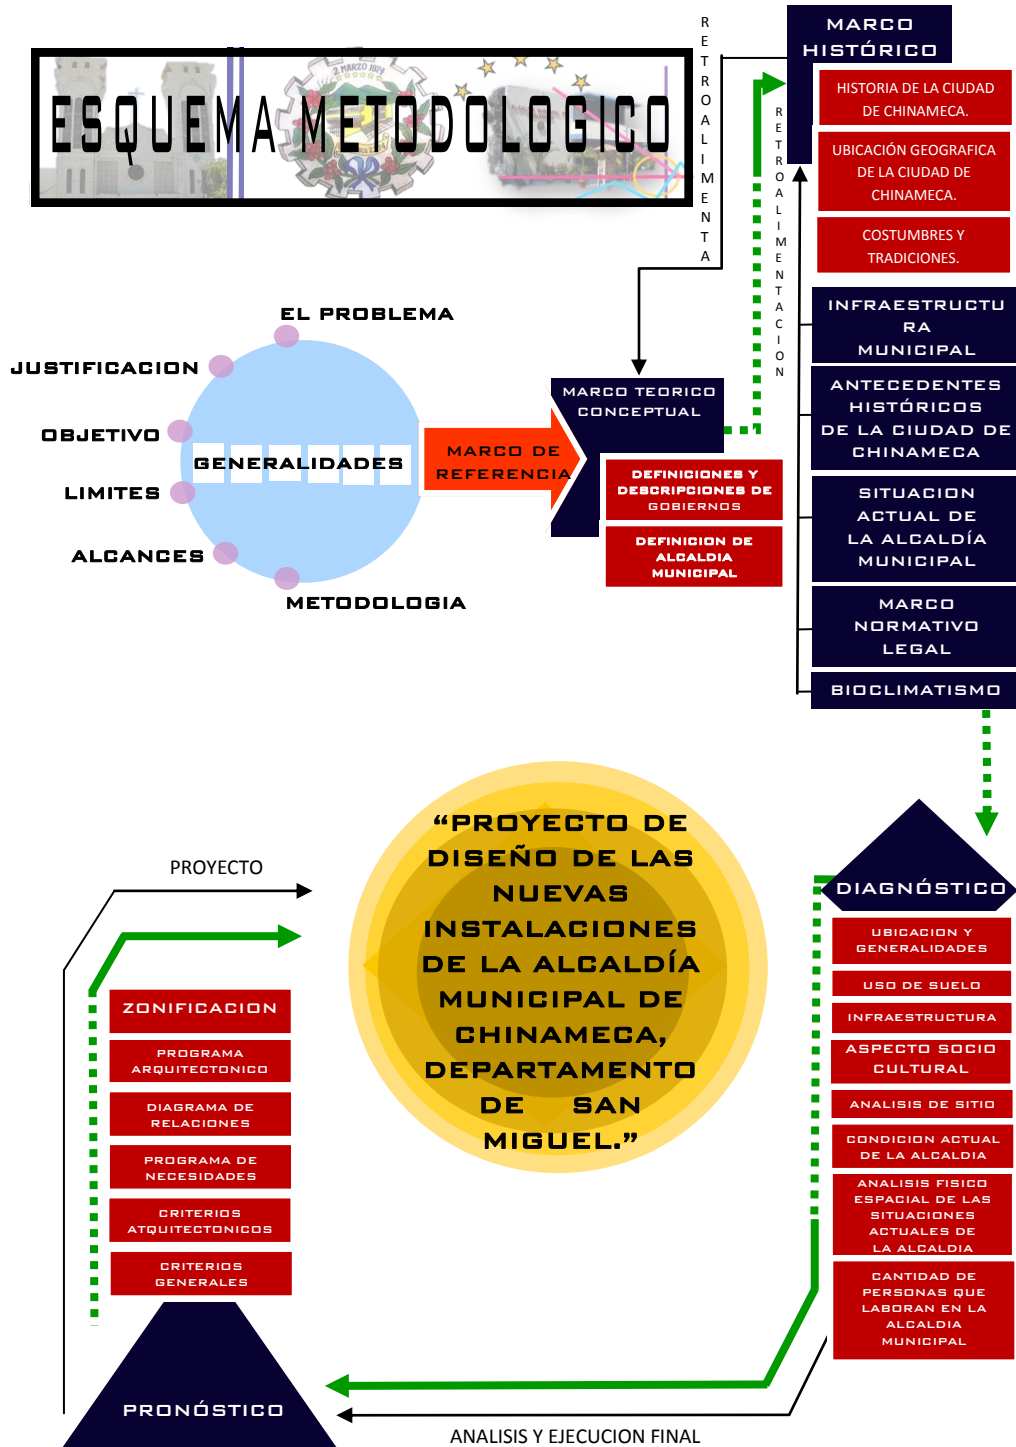 ESQUEMA METODOLOGICO
2 MARZO 1874
RETROALIMENTA
RETROALIMENTACION
MARCO
HISTÓRICO
HISTORIA DE LA CIUDAD
DE CHINAMECA.
UBICACIÓN GEOGRAFICA
DE LA CIUDAD DE
CHINAMECA.
COSTUMBRES Y
TRADICIONES.
INFRAESTRUCTU
RA
MUNICIPAL
ANTECEDENTES
HISTÓRICOS
DE LA CIUDAD DE
CHINAMECA
SITUACION
ACTUAL DE
LA ALCALDÍA
MUNICIPAL
MARCO
NORMATIVO
LEGAL
BIOCLIMATISMO
EL PROBLEMA
JUSTIFICACION
OBJETIVO
LIMITES
ALCANCES
METODOLOGIA
GENERALIDADES
MARCO DE
REFERENCIA
MARCO TEORICO
CONCEPTUAL
DEFINICIONES Y
DESCRIPCIONES DE
GOBIERNOS
DEFINICION DE
ALCALDIA
MUNICIPAL
“PROYECTO DE
DISEÑO DE LAS
NUEVAS
INSTALACIONES
DE LA ALCALDÍA
MUNICIPAL DE
CHINAMECA,
DEPARTAMENTO
DE SAN
MIGUEL.”
DIAGNÓSTICO
UBICACION Y
GENERALIDADES
USO DE SUELO
INFRAESTRUCTURA
ASPECTO SOCIO
CULTURAL
ANALISIS DE SITIO
CONDICION ACTUAL
DE LA ALCALDIA
ANALISIS FISICO
ESPACIAL DE LAS
SITUACIONES
ACTUALES DE
LA ALCALDIA
CANTIDAD DE
PERSONAS QUE
LABORAN EN LA
ALCALDIA
MUNICIPAL
PROYECTO
ZONIFICACION
PROGRAMA
ARQUITECTONICO
DIAGRAMA DE
RELACIONES
PROGRAMA DE
NECESIDADES
CRITERIOS
ATQUITECTONICOS
CRITERIOS
GENERALES
PRONÓSTICO
ANALISIS Y EJECUCION FINAL